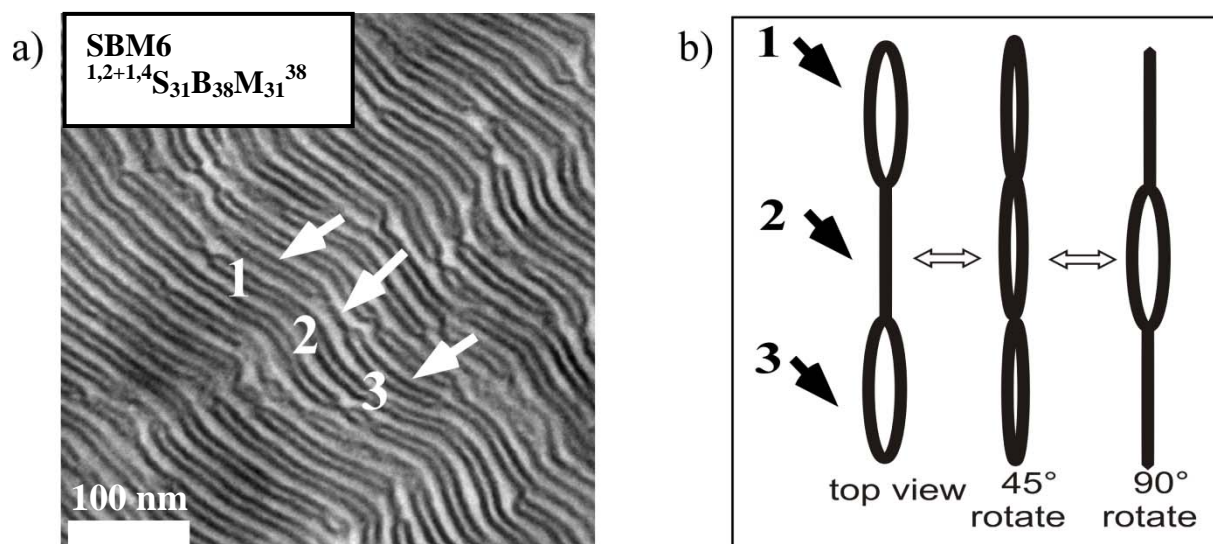 a)
SBM6
1,2+1,4S31B38M31 38
1
2
3
100 nm
b)
1
2
3
top view
45°
rotate
90°
rotate